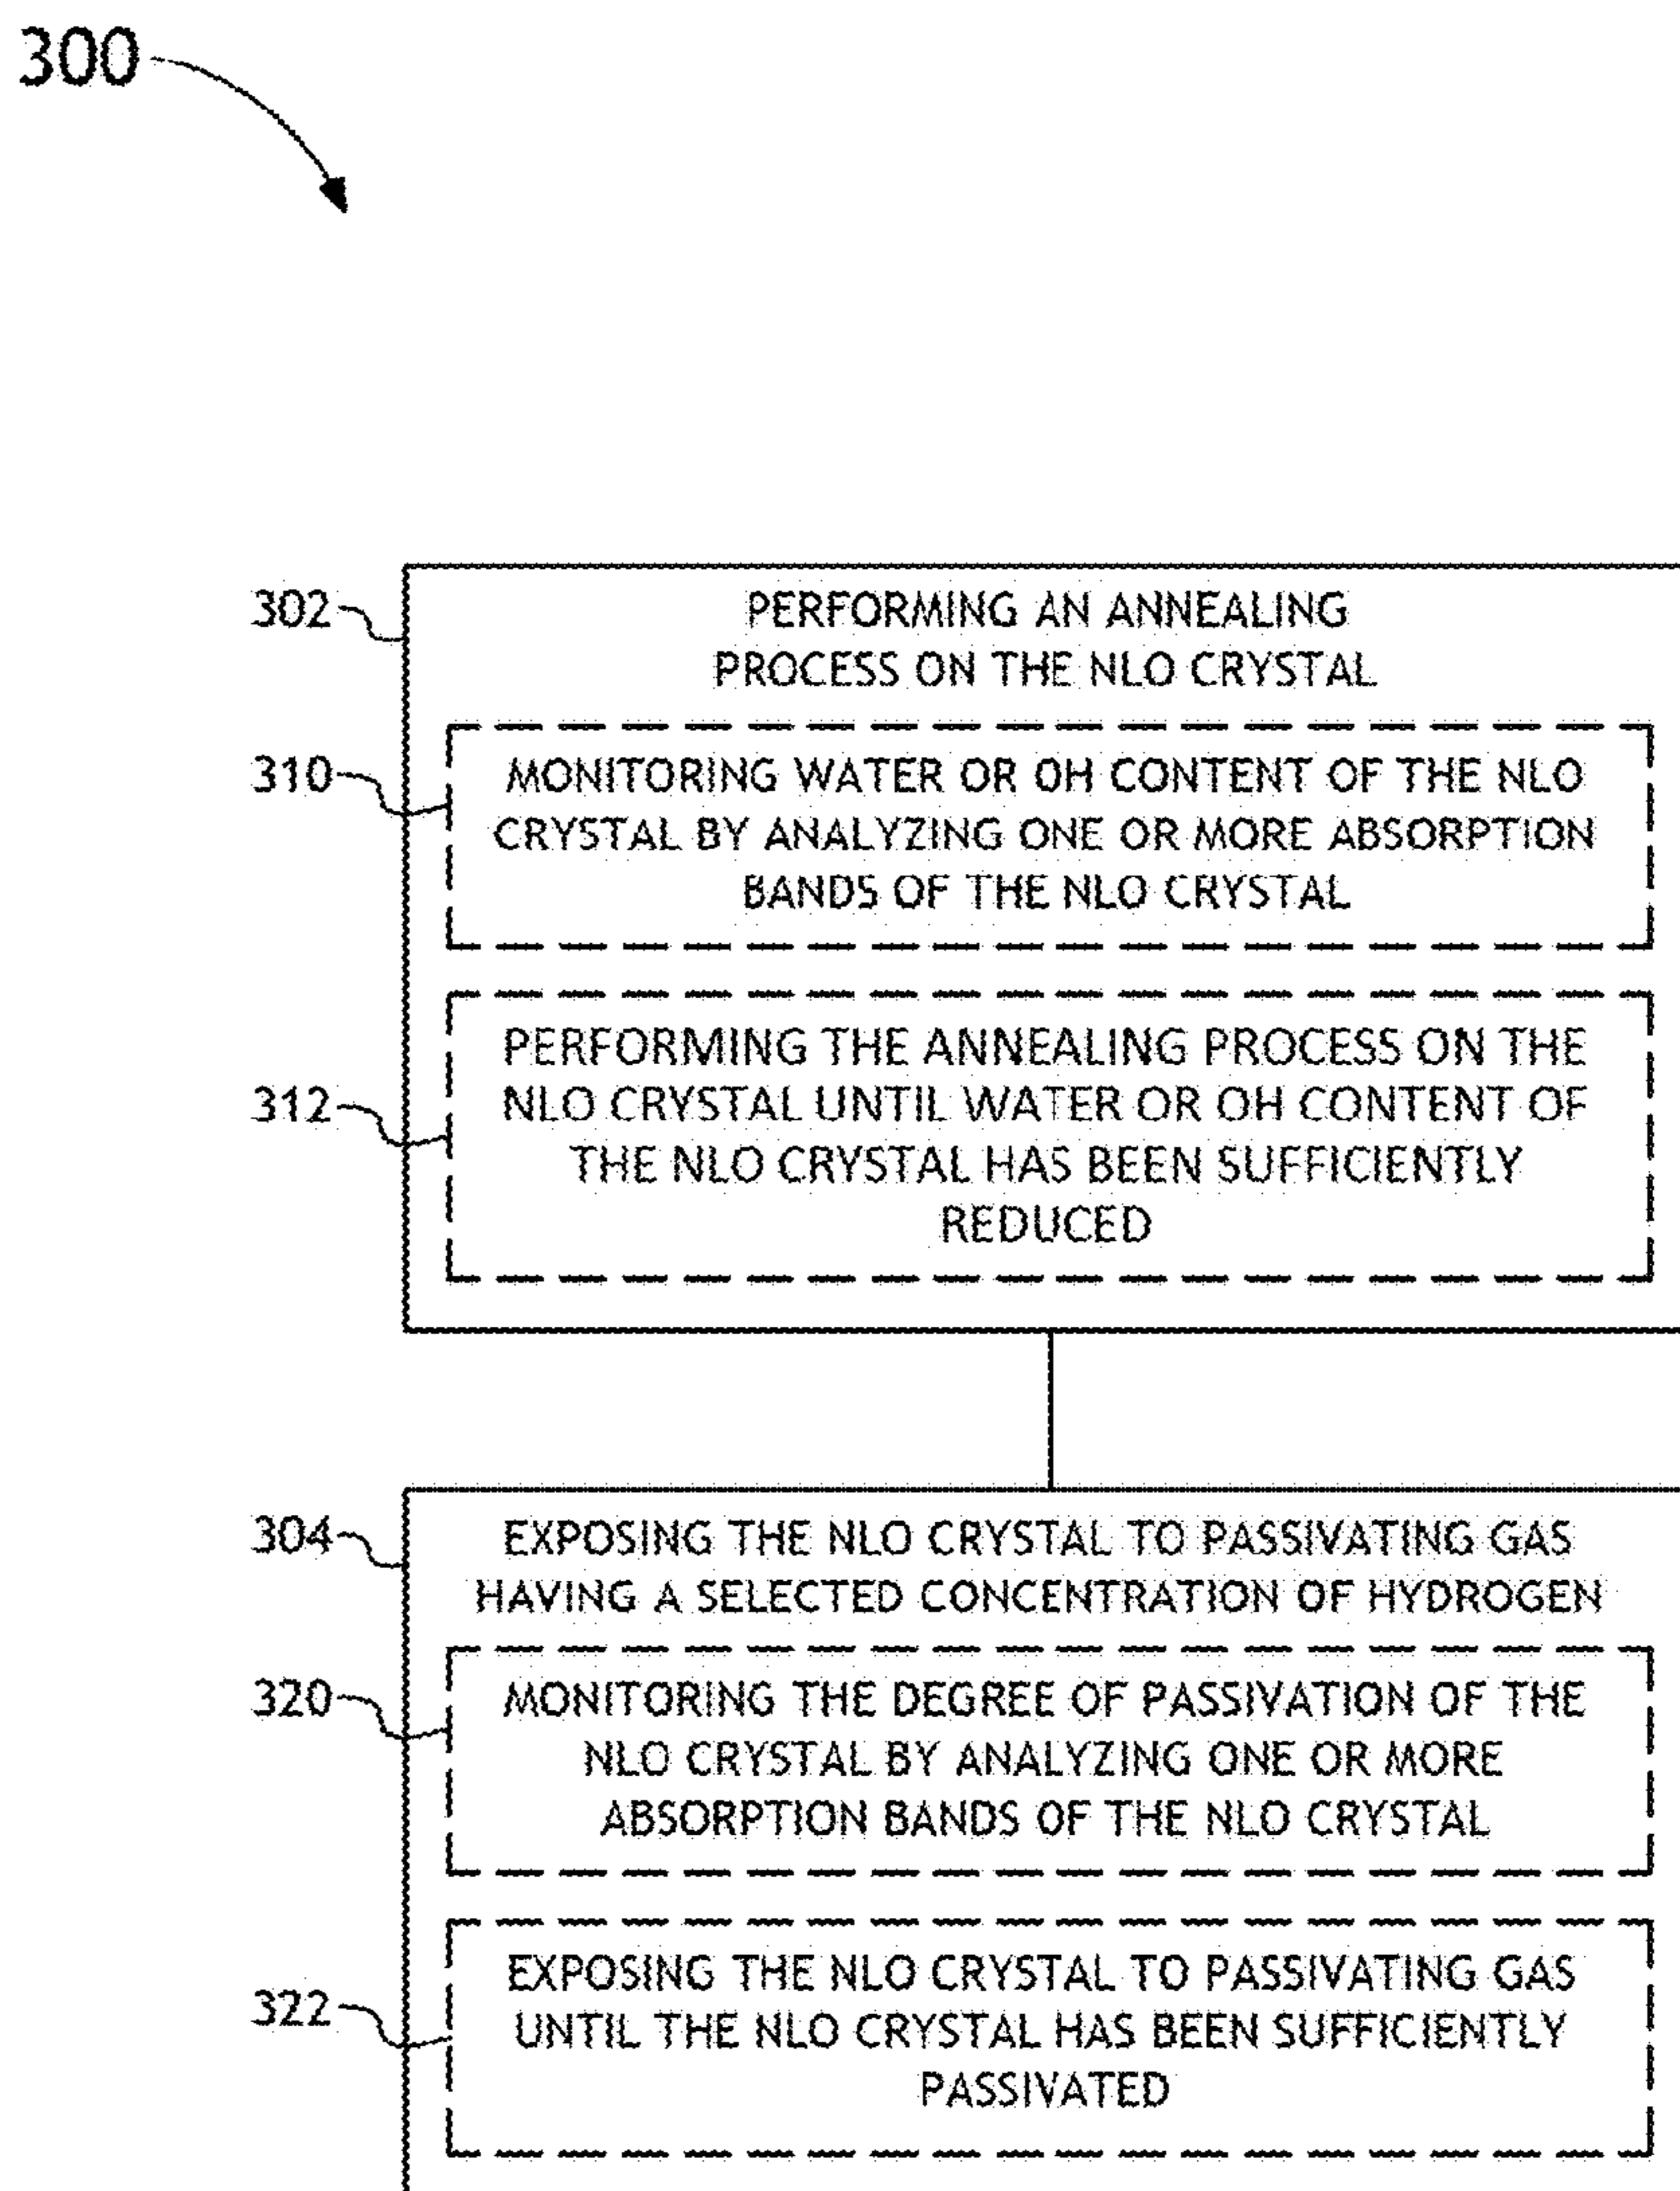 300
302
PERFORMING AN ANNEALING
PROCESS ON THE NLO CRYSTAL
310
MONITORING WATER OR OH CONTENT OF THE NLO
CRYSTAL BY ANALYZING ONE OR MORE ABSORPTION
BANDS OF THE NLO CRYSTAL
312
PERFORMING THE ANNEALING PROCESS ON THE
NLO CRYSTAL UNTIL WATER OR OH CONTENT OF
THE NLO CRYSTAL HAS BEEN SUFFICIENTLY
REDUCED
304
EXPOSING THE NLO CRYSTAL TO PASSIVATING GAS
HAVING A SELECTED CONCENTRATION OF HYDROGEN
320
MONITORING THE DEGREE OF PASSIVATION OF THE
NLO CRYSTAL BY ANALYZING ONE OR MORE
ABSORPTION BANDS OF THE NLO CRYSTAL
322
EXPOSING THE NLO CRYSTAL TO PASSIVATING GAS
UNTIL THE NLO CRYSTAL HAS BEEN SUFFICIENTLY
PASSIVATED